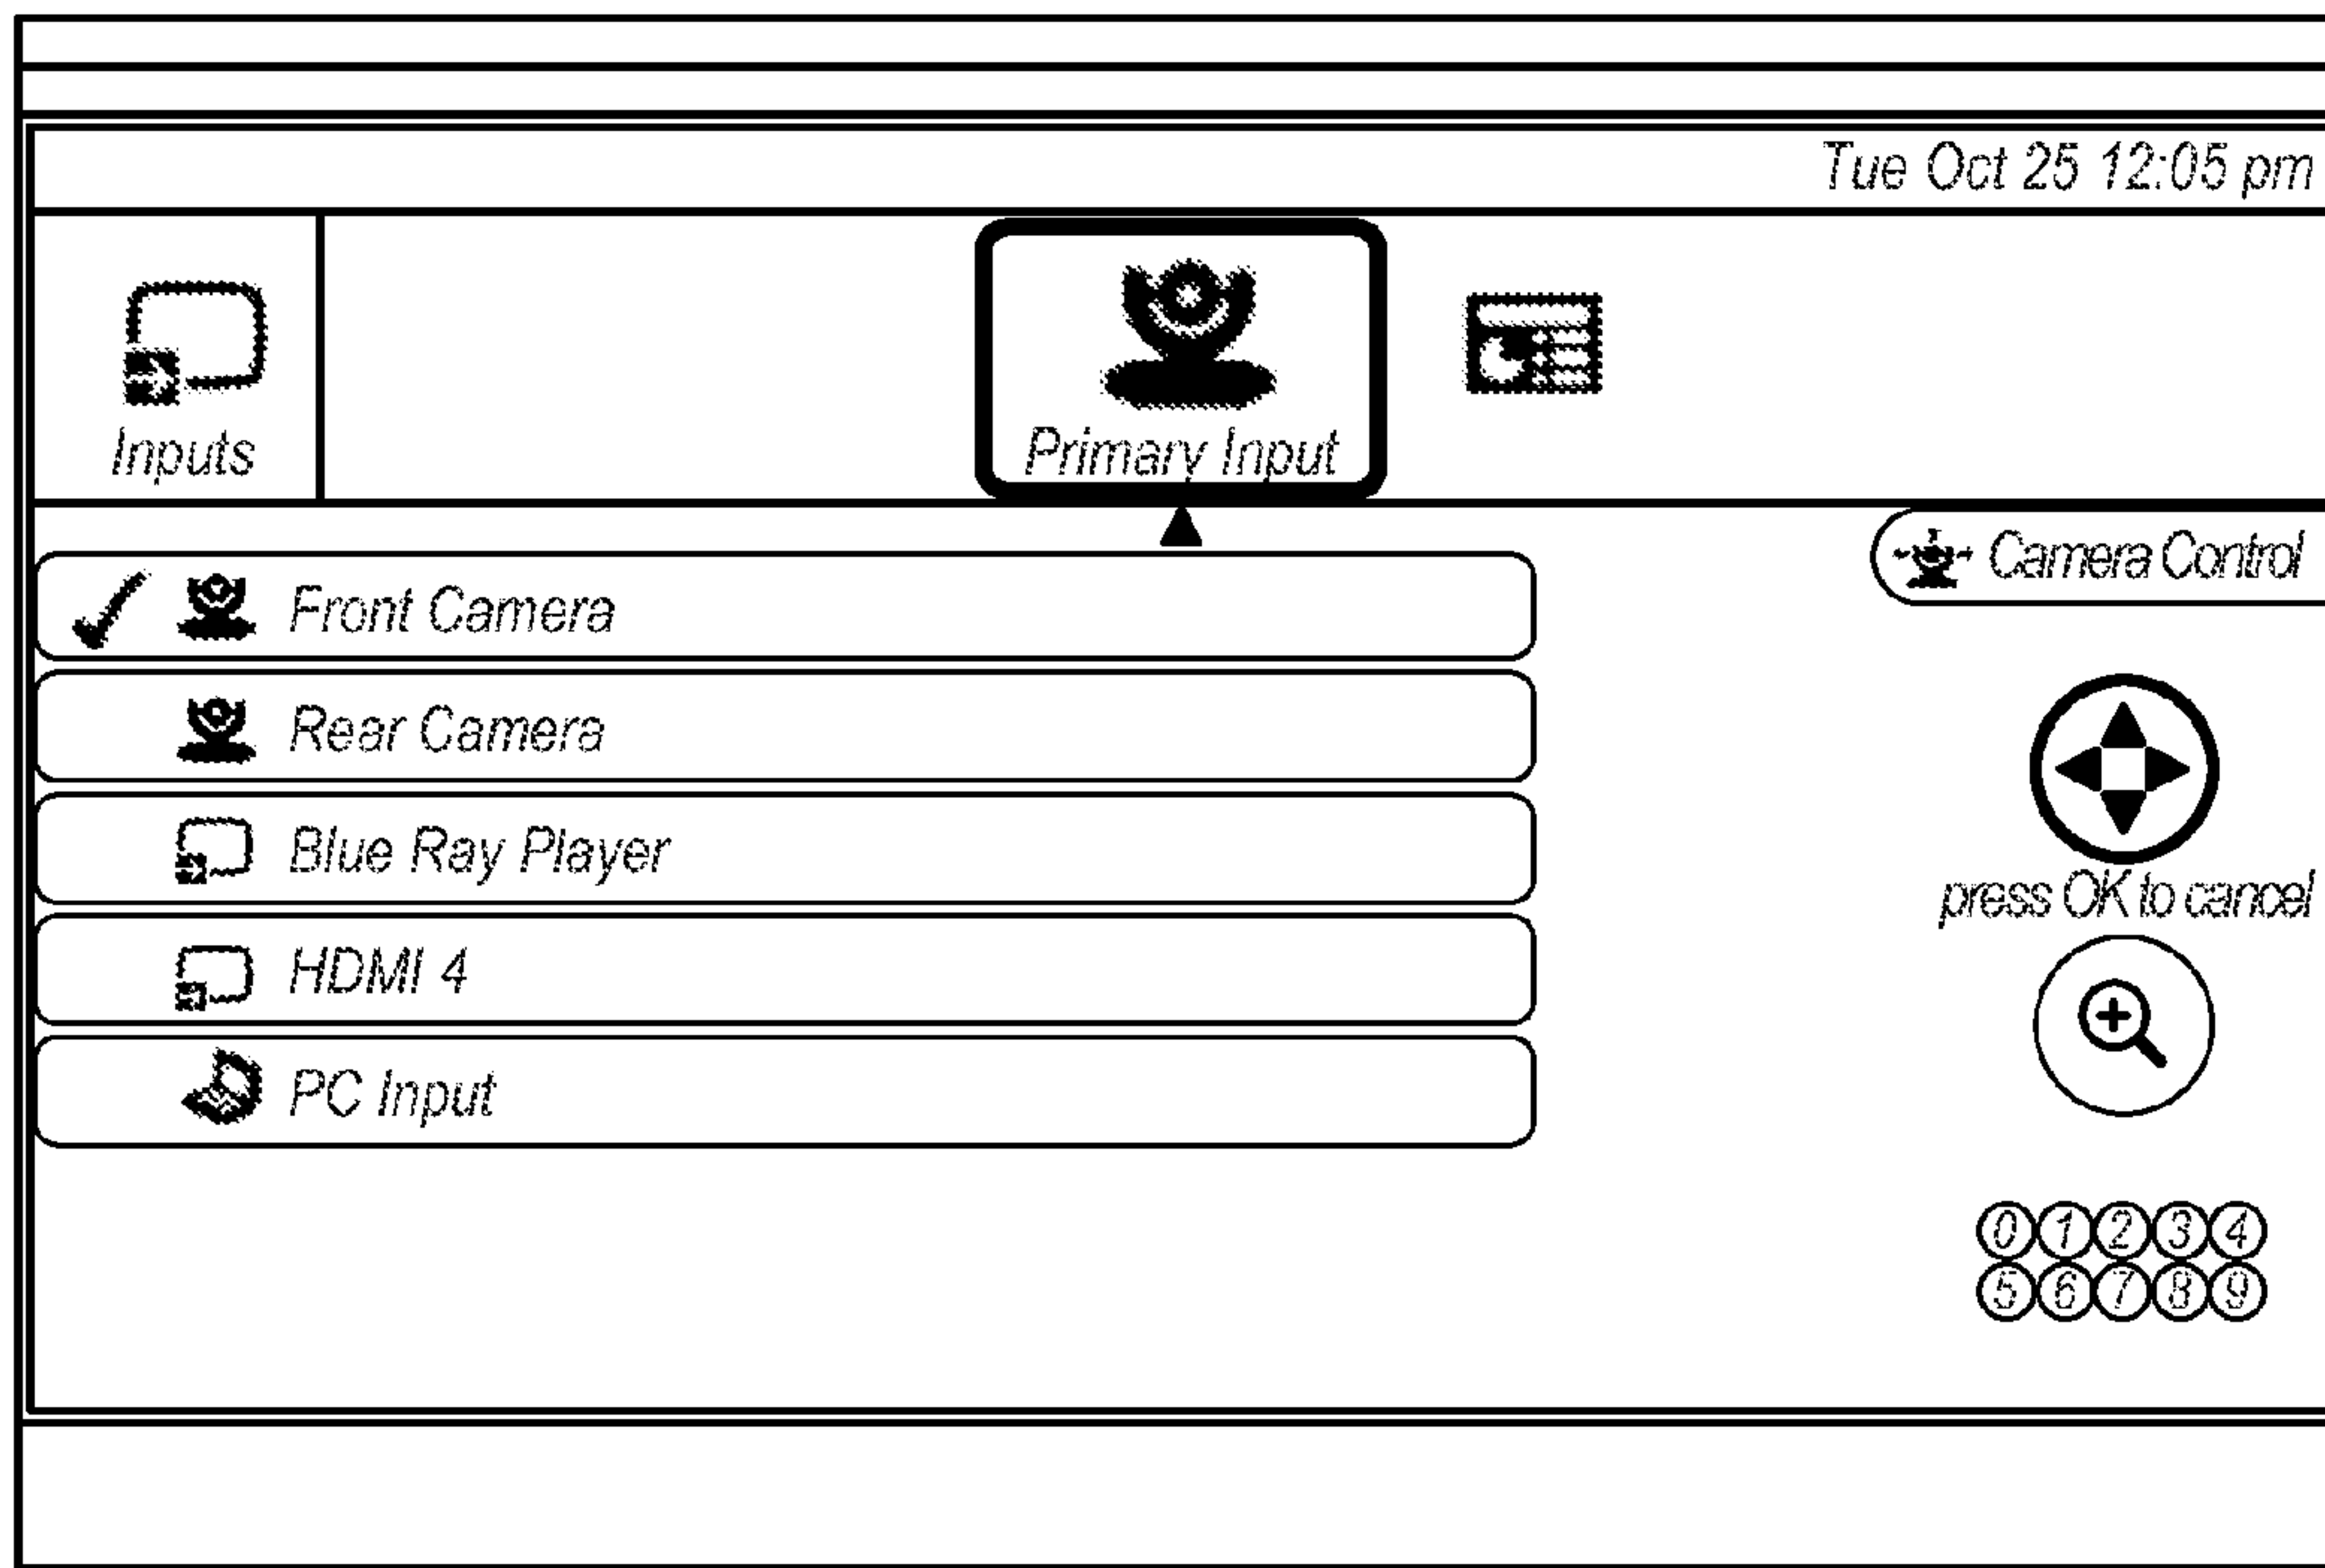 Tue Oct 25 12:05 pm
Inputs
Primary Input
Camera Control
Front Camera
Rear Camera
Blue Ray Player
HDMI 4
PC Input
press OK to cancel
0 1 2 3 4
5 6 7 8 9